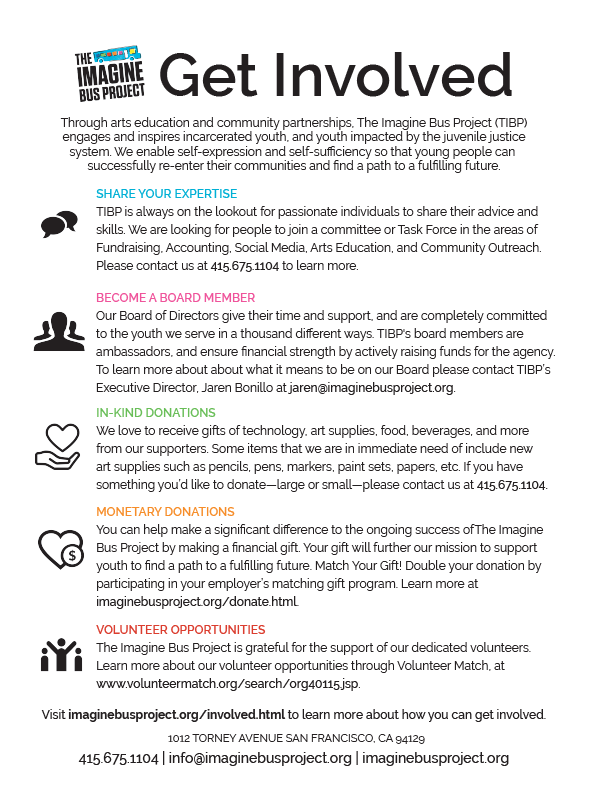 THE
IMAGINE
BUS PROJECT
Get Involved
Through arts education and community partnerships, The Imagine Bus Project (TIBP)
engages and inspires incarcerated youth, and youth impacted by the juvenile justice
system. We enable self-expression and self-sufficiency so that young people can
successfully re-enter their communities and find a path to a fulfilling future.
SHARE YOUR EXPERTISE
TIBP is always on the lookout for passionate individuals to share their advice and
skills. We are looking for people to join a committee or Task Force in the areas of
Fundraising, Accounting, Social Media, Arts Education, and Community Outreach.
Please contact us at 415.675.1104 to learn more.
BECOME A BOARD MEMBER
Our Board of Directors give their time and support, and are completely committed
to the youth we serve in a thousand different ways. TIBP's board members are
ambassadors, and ensure financial strength by actively raising funds for the agency.
To learn more about about what it means to be on our Board please contact TIBP's
Executive Director, Jaren Bonillo at jaren@imaginebusproject.org.
IN-KIND DONATIONS
We love to receive gifts of technology, art supplies, food, beverages, and more
from our supporters. Some items that we are in immediate need of include new
art supplies such as pencils, pens, markers, paint sets, papers, etc. If you have
something you'd like to donate—large or small—please contact us at 415.675.1104.
MONETARY DONATIONS
You can help make a significant difference to the ongoing success ofThe Imagine
Bus Project by making a financial gift. Your gift will further our mission to support
youth to find a path to a fulfilling future. Match Your Gift! Double your donation by
participating in your employer's matching gift program. Learn more at
imaginebusproject.org/donate.html.
$
VOLUNTEER OPPORTUNITIES
The Imagine Bus Project is grateful for the support of our dedicated volunteers.
Learn more about our volunteer opportunities through Volunteer Match, at
www.volunteermatch.org/search/org40115.jsp.
Visit imaginebusproject.org/involved.html to learn more about how you can get involved.
1012 TORNEY AVENUE SAN FRANCISCO, CA 94129
415.675.1104 | info@imaginebusproject.org | imaginebusproject.org